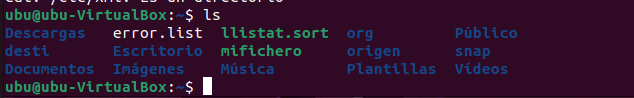 ubu@ubu-VirtualBox:~$ ls
Descargas error.list llistat.sort org Público
desti Escritorio mifichero origen snap
Documentos Imágenes Música Plantillas Vídeos
ubu@ubu-VirtualBox:~$